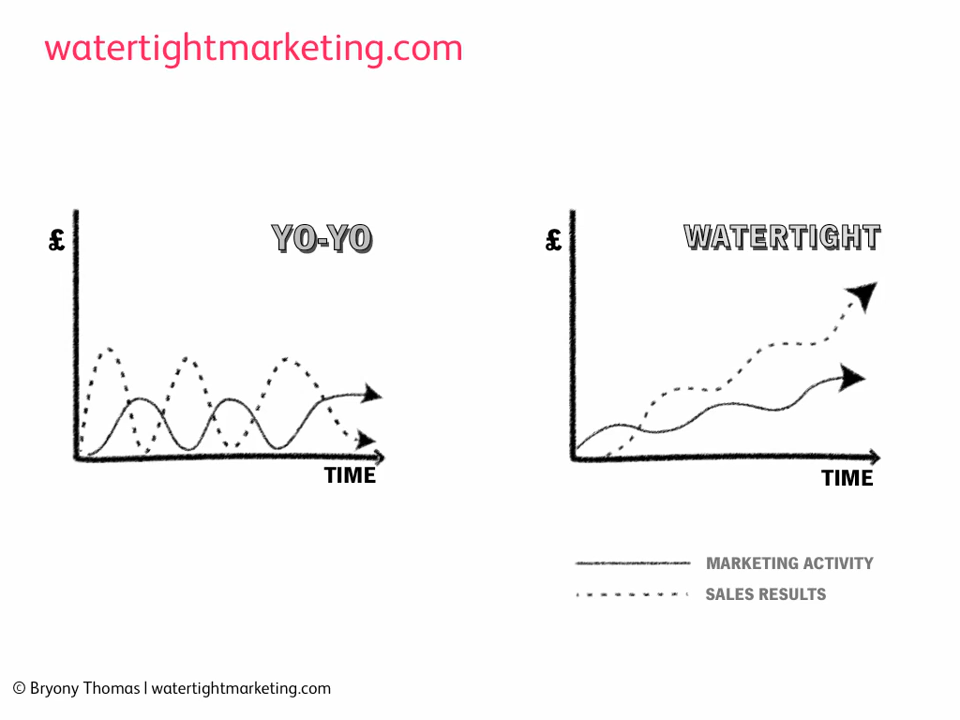 watertightmarketing.com
£
YO-YO
TIME
£
WATERTIGHT
TIME
MARKETING ACTIVITY
SALES RESULTS
© Bryony Thomas | watertightmarketing.com